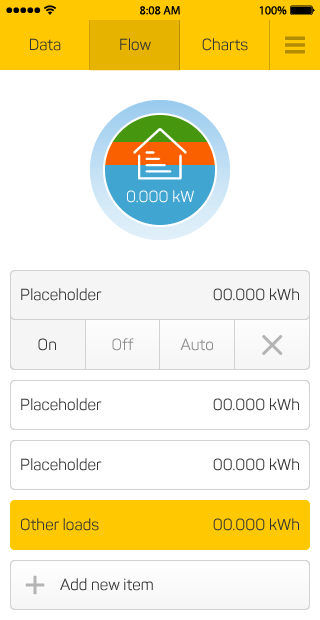 8:08 AM 100%
Data Flow Charts
0.000 kW
Placeholder 00.000 kWh
On Off Auto
Placeholder 00.000 kWh
Placeholder 00.000 kWh
Other loads 00.000 kWh
Add new item